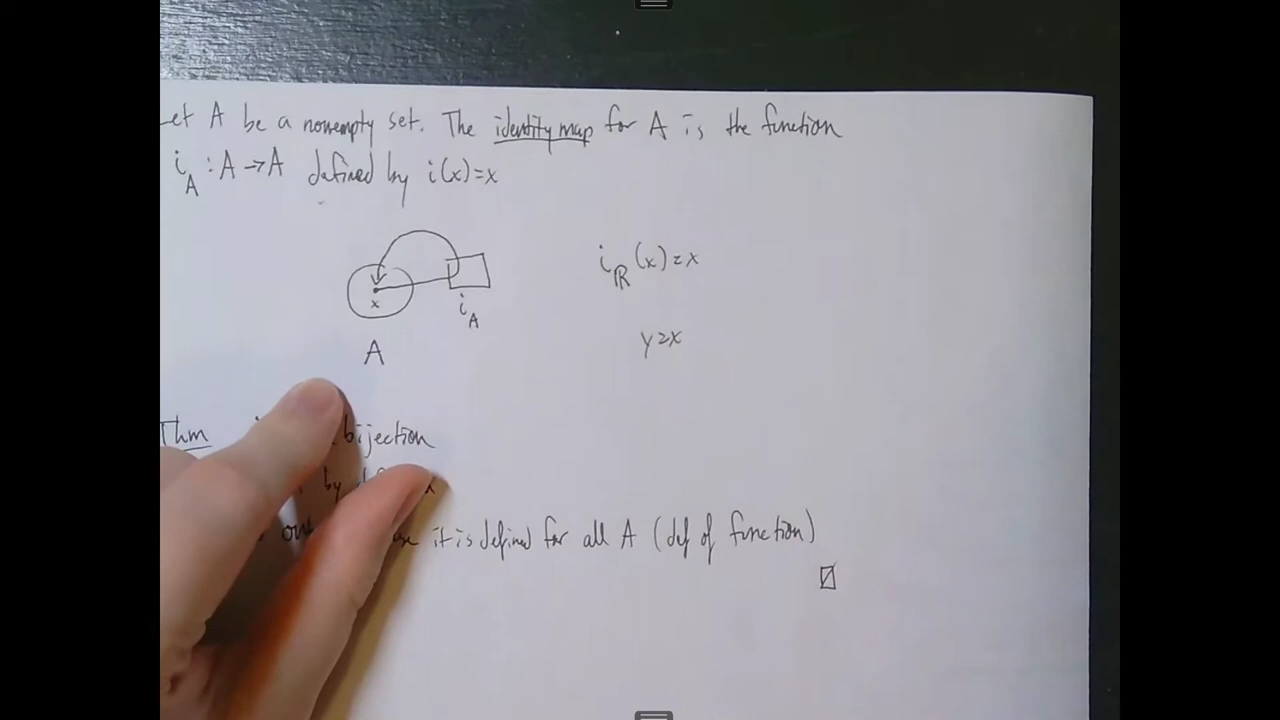 et A be a nonempty set. The identity map for A is the function
i_A : A → A defined by i(x)=x
x
i_A
A
i_ℝ(x)=x
y=x
Thm bijection
by
it is defined for all A (def of function)